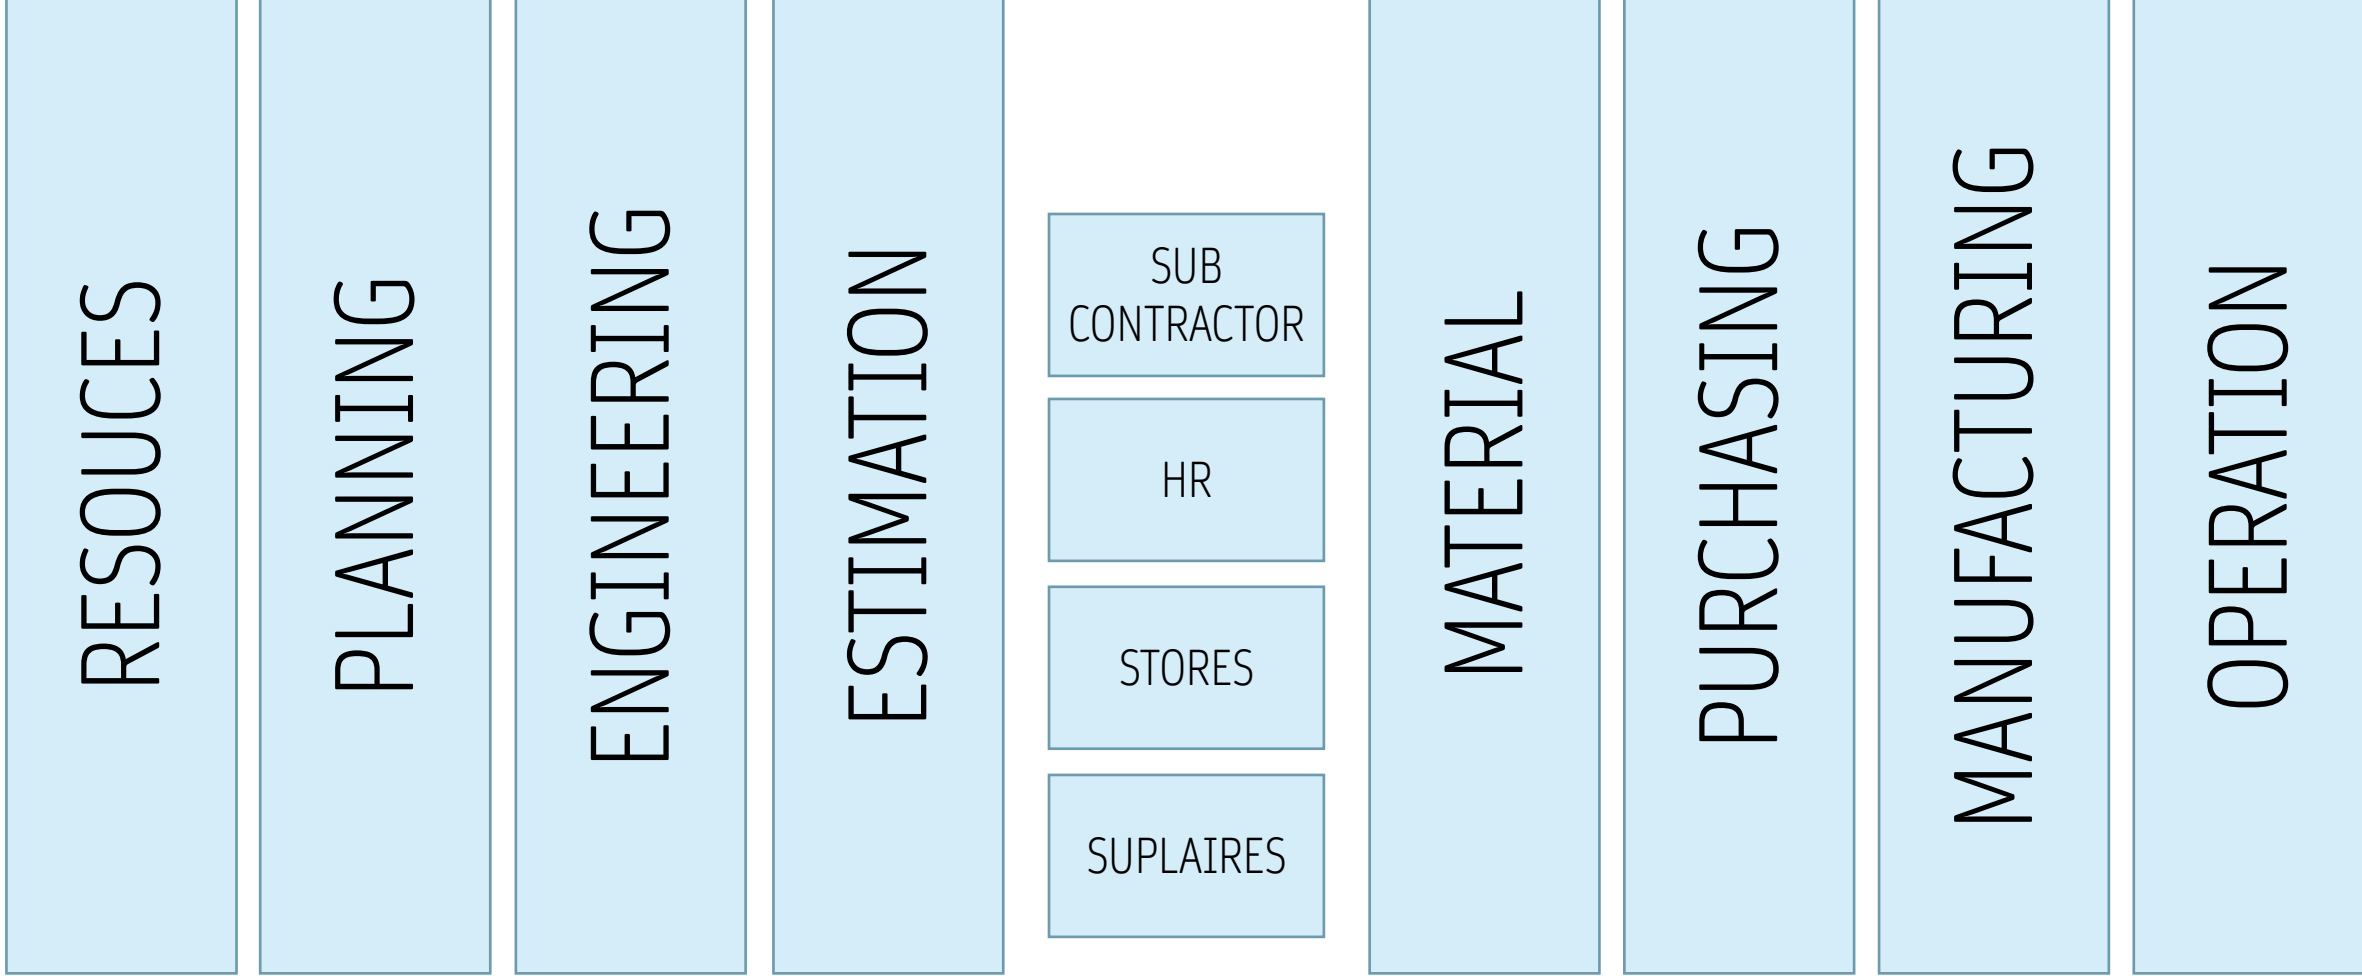 RESOUCES
PLANNING
ENGINEERING
ESTIMATION
SUB
CONTRACTOR
HR
STORES
SUPLAIRES
MATERIAL
PURCHASING
MANUFACTURING
OPERATION